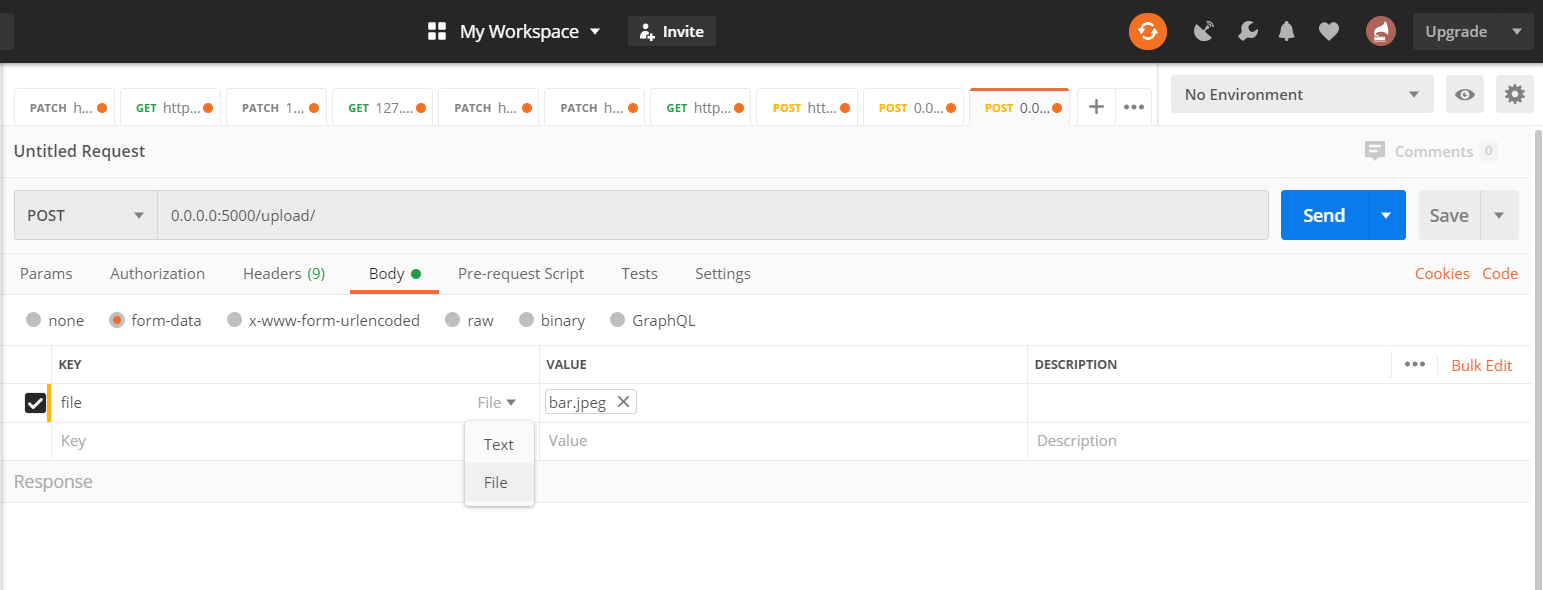 My Workspace Invite Upgrade
PATCH h... GET http... PATCH 1... GET 127.... PATCH h... PATCH h... GET http... POST htt... POST 0.0... POST 0.0... No Environment
Untitled Request Comments 0
POST 0.0.0.0:5000/upload/ Send Save
Params Authorization Headers (9) Body Pre-request Script Tests Settings Cookies Code
none form-data x-www-form-urlencoded raw binary GraphQL
KEY VALUE DESCRIPTION Bulk Edit
file File bar.jpeg
Key Value Description
Text
Response
File